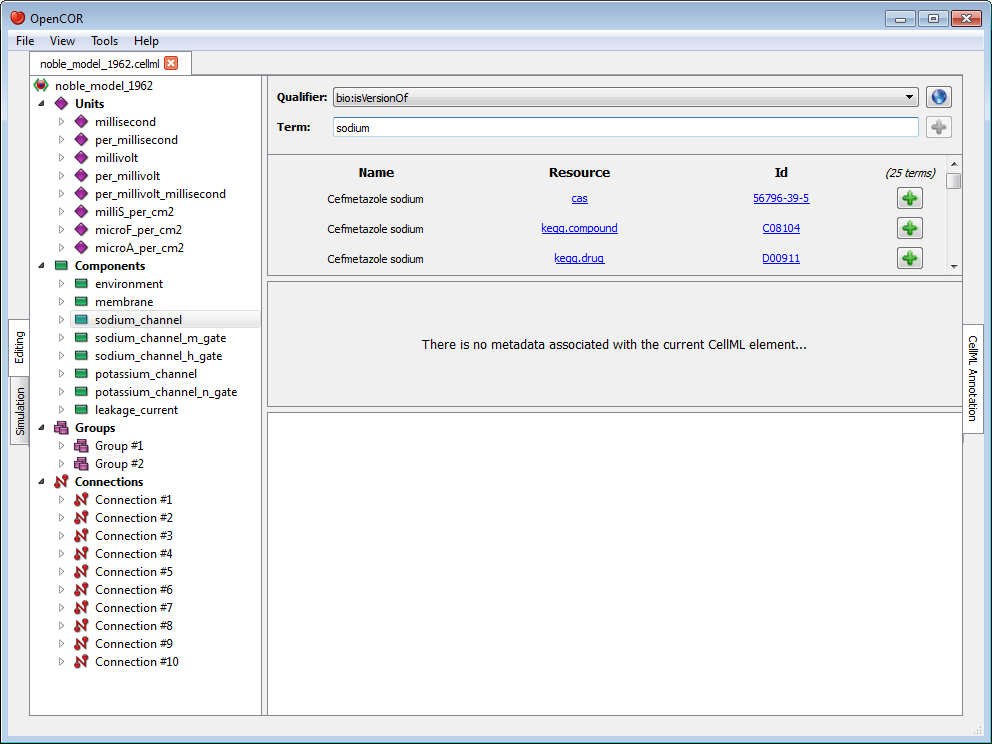 OpenCOR
File View Tools Help
noble_model_1962.cellml
noble_model_1962
Units
millisecond
per_millisecond
millivolt
per_millivolt
per_millivolt_millisecond
milliS_per_cm2
microF_per_cm2
microA_per_cm2
Components
environment
membrane
sodium_channel
sodium_channel_m_gate
sodium_channel_h_gate
potassium_channel
potassium_channel_n_gate
leakage_current
Groups
Group #1
Group #2
Connections
Connection #1
Connection #2
Connection #3
Connection #4
Connection #5
Connection #6
Connection #7
Connection #8
Connection #9
Connection #10
Editing
Simulation
Qualifier: bio:isVersionOf
Term: sodium
Name Resource Id (25 terms)
Cefmetazole sodium cas 56796-39-5
Cefmetazole sodium kegg.compound C08104
Cefmetazole sodium kegg.drug D00911
There is no metadata associated with the current CellML element...
CellML Annotation